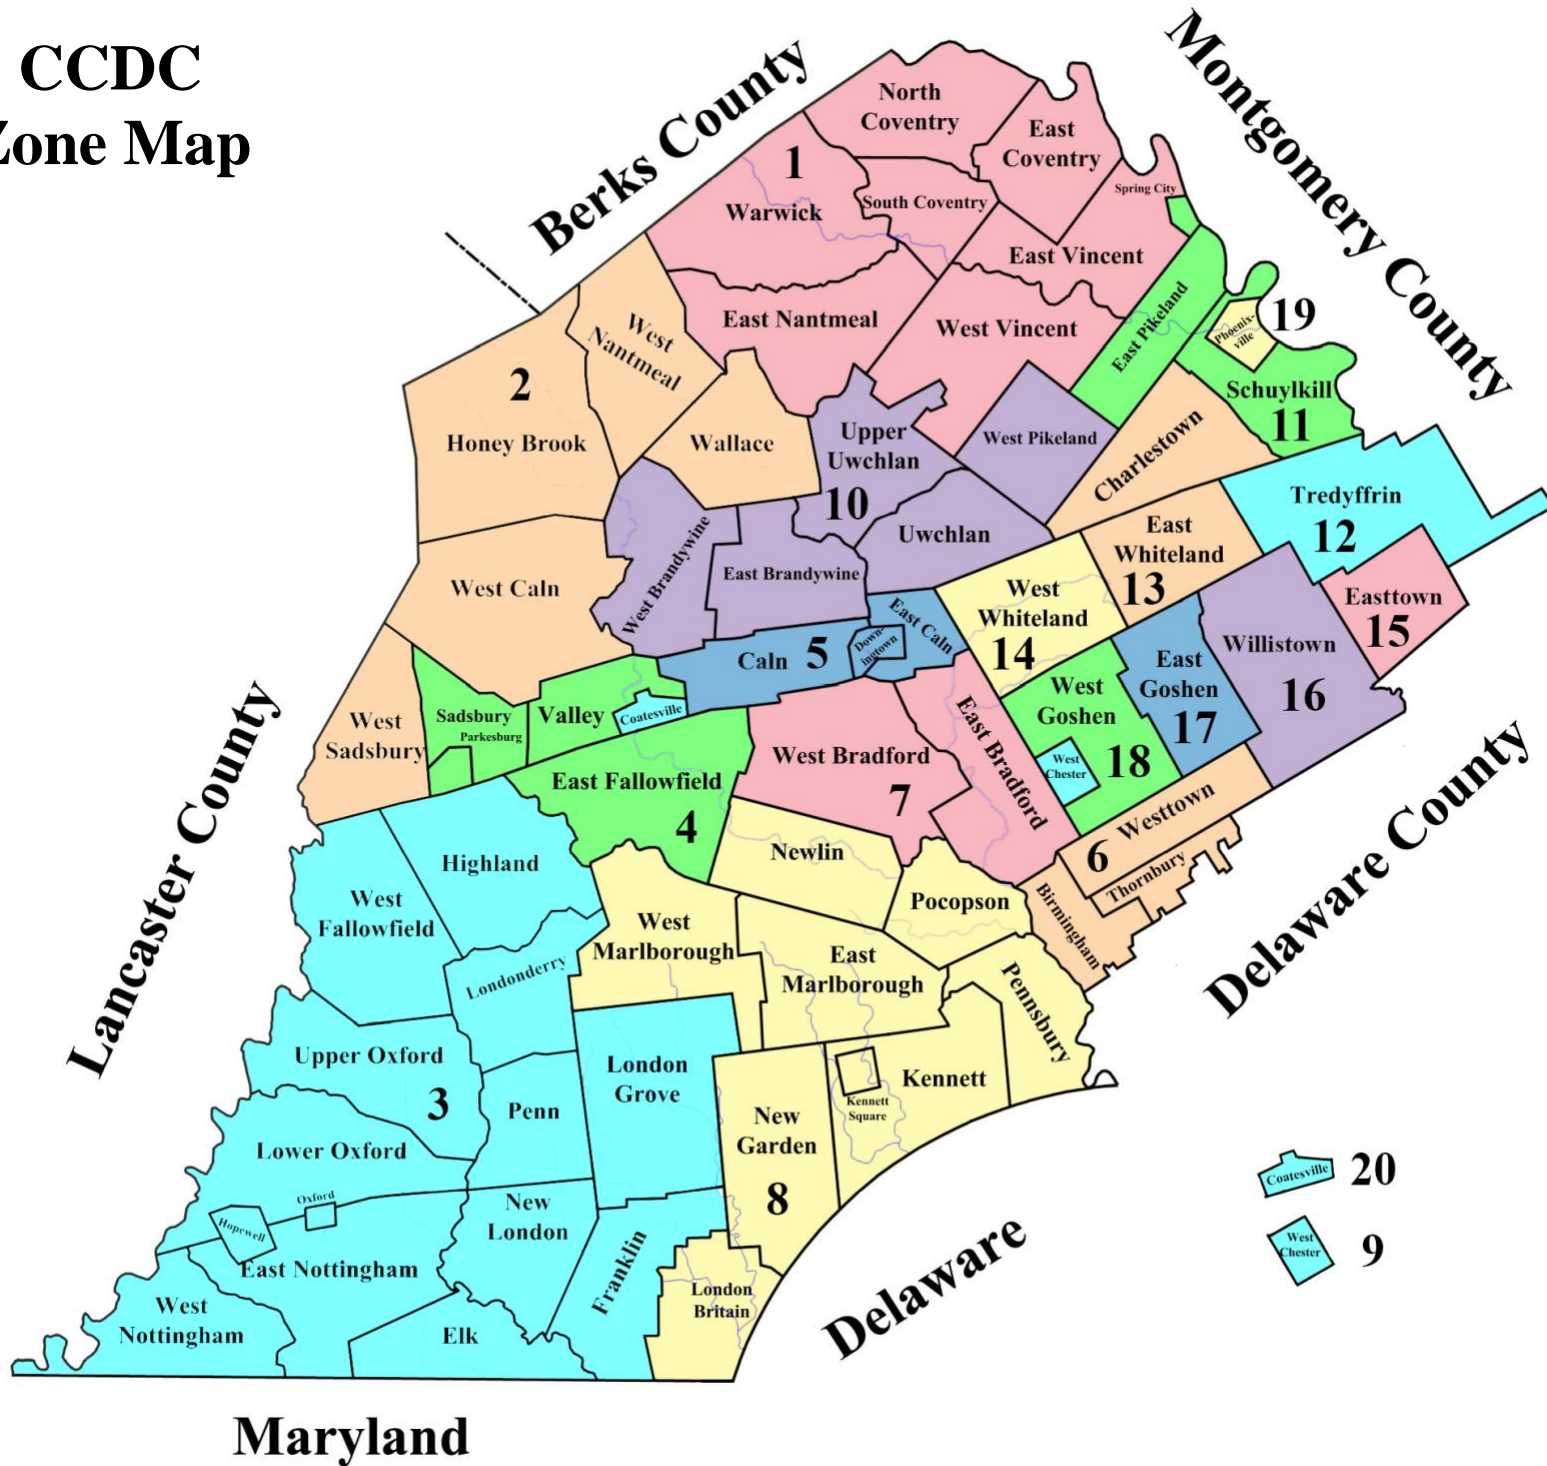 CCDC
Zone Map
Berks County
Montgomery County
North
Coventry
East
Coventry
1
Warwick
South Coventry
Spring City
East Vincent
East Nantmeal
West Vincent
East Pikeland
19
Phoenix-
ville
Schuylkill
11
West
Nantmeal
2
Honey Brook
Wallace
Upper
Uwchlan
10
West Pikeland
Charlestown
Tredyffrin
12
Uwchlan
East
Whiteland
13
West Caln
West Brandywine
East Brandywine
East Caln
West
Whiteland
14
Easttown
15
Willistown
16
Caln
5
Down-
ingtown
East
Goshen
17
West
Goshen
18
West
Chester
West
Sadsbury
Sadsbury
Parkesburg
Valley
Coatesville
East Fallowfield
4
West Bradford
7
East Bradford
Westtown
6
Thornbury
Birmingham
Lancaster County
Delaware County
Highland
West
Fallowfield
Newlin
Pocopson
West
Marlborough
East
Marlborough
Londonderry
Pennsbury
Upper Oxford
3
London
Grove
Kennett
Kennett
Square
Penn
New
Garden
8
Lower Oxford
Oxford
Hopewell
New
London
East Nottingham
Franklin
London
Britain
West
Nottingham
Elk
Coatesville
20
West
Chester
9
Delaware
Maryland